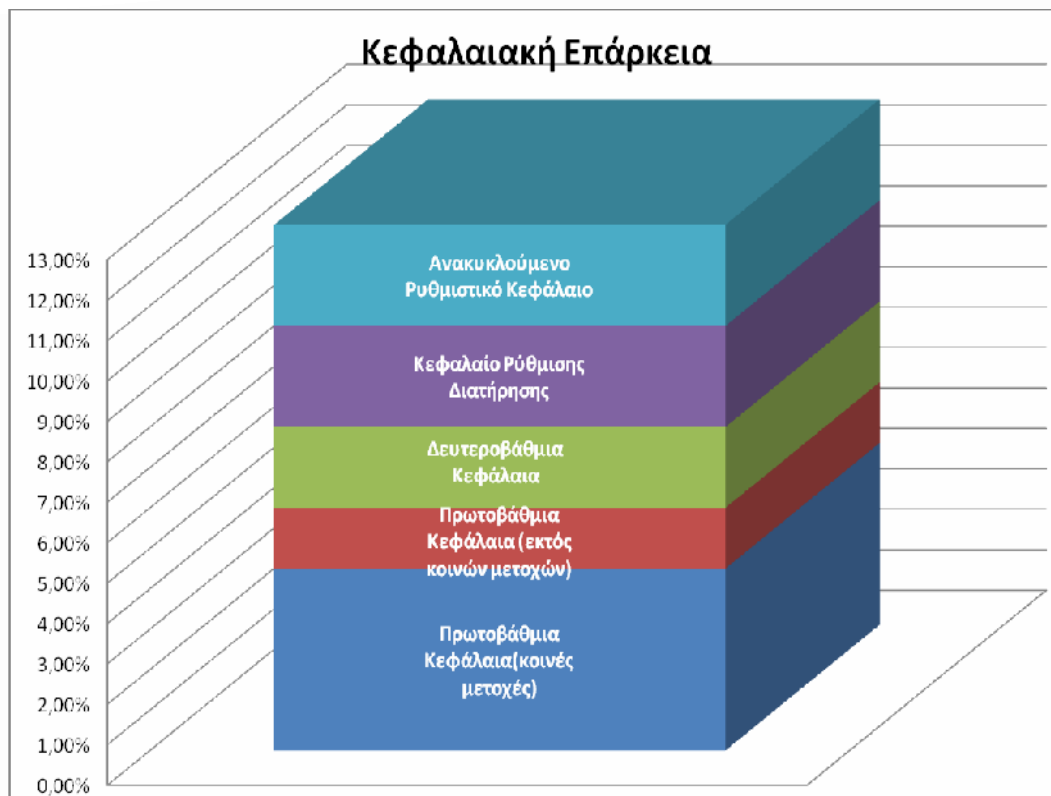 Κεφαλαιακή Επάρκεια
13,00%
12,00%
11,00%
10,00%
9,00%
8,00%
7,00%
6,00%
5,00%
4,00%
3,00%
2,00%
1,00%
0,00%
Ανακυκλούμενο
Ρυθμιστικό Κεφάλαιο
Κεφαλαίο Ρύθμισης
Διατήρησης
Δευτεροβάθμια
Κεφάλαια
Πρωτοβάθμια
Κεφάλαια (εκτός
κοινών μετοχών)
Πρωτοβάθμια
Κεφάλαια(κοινές
μετοχές)